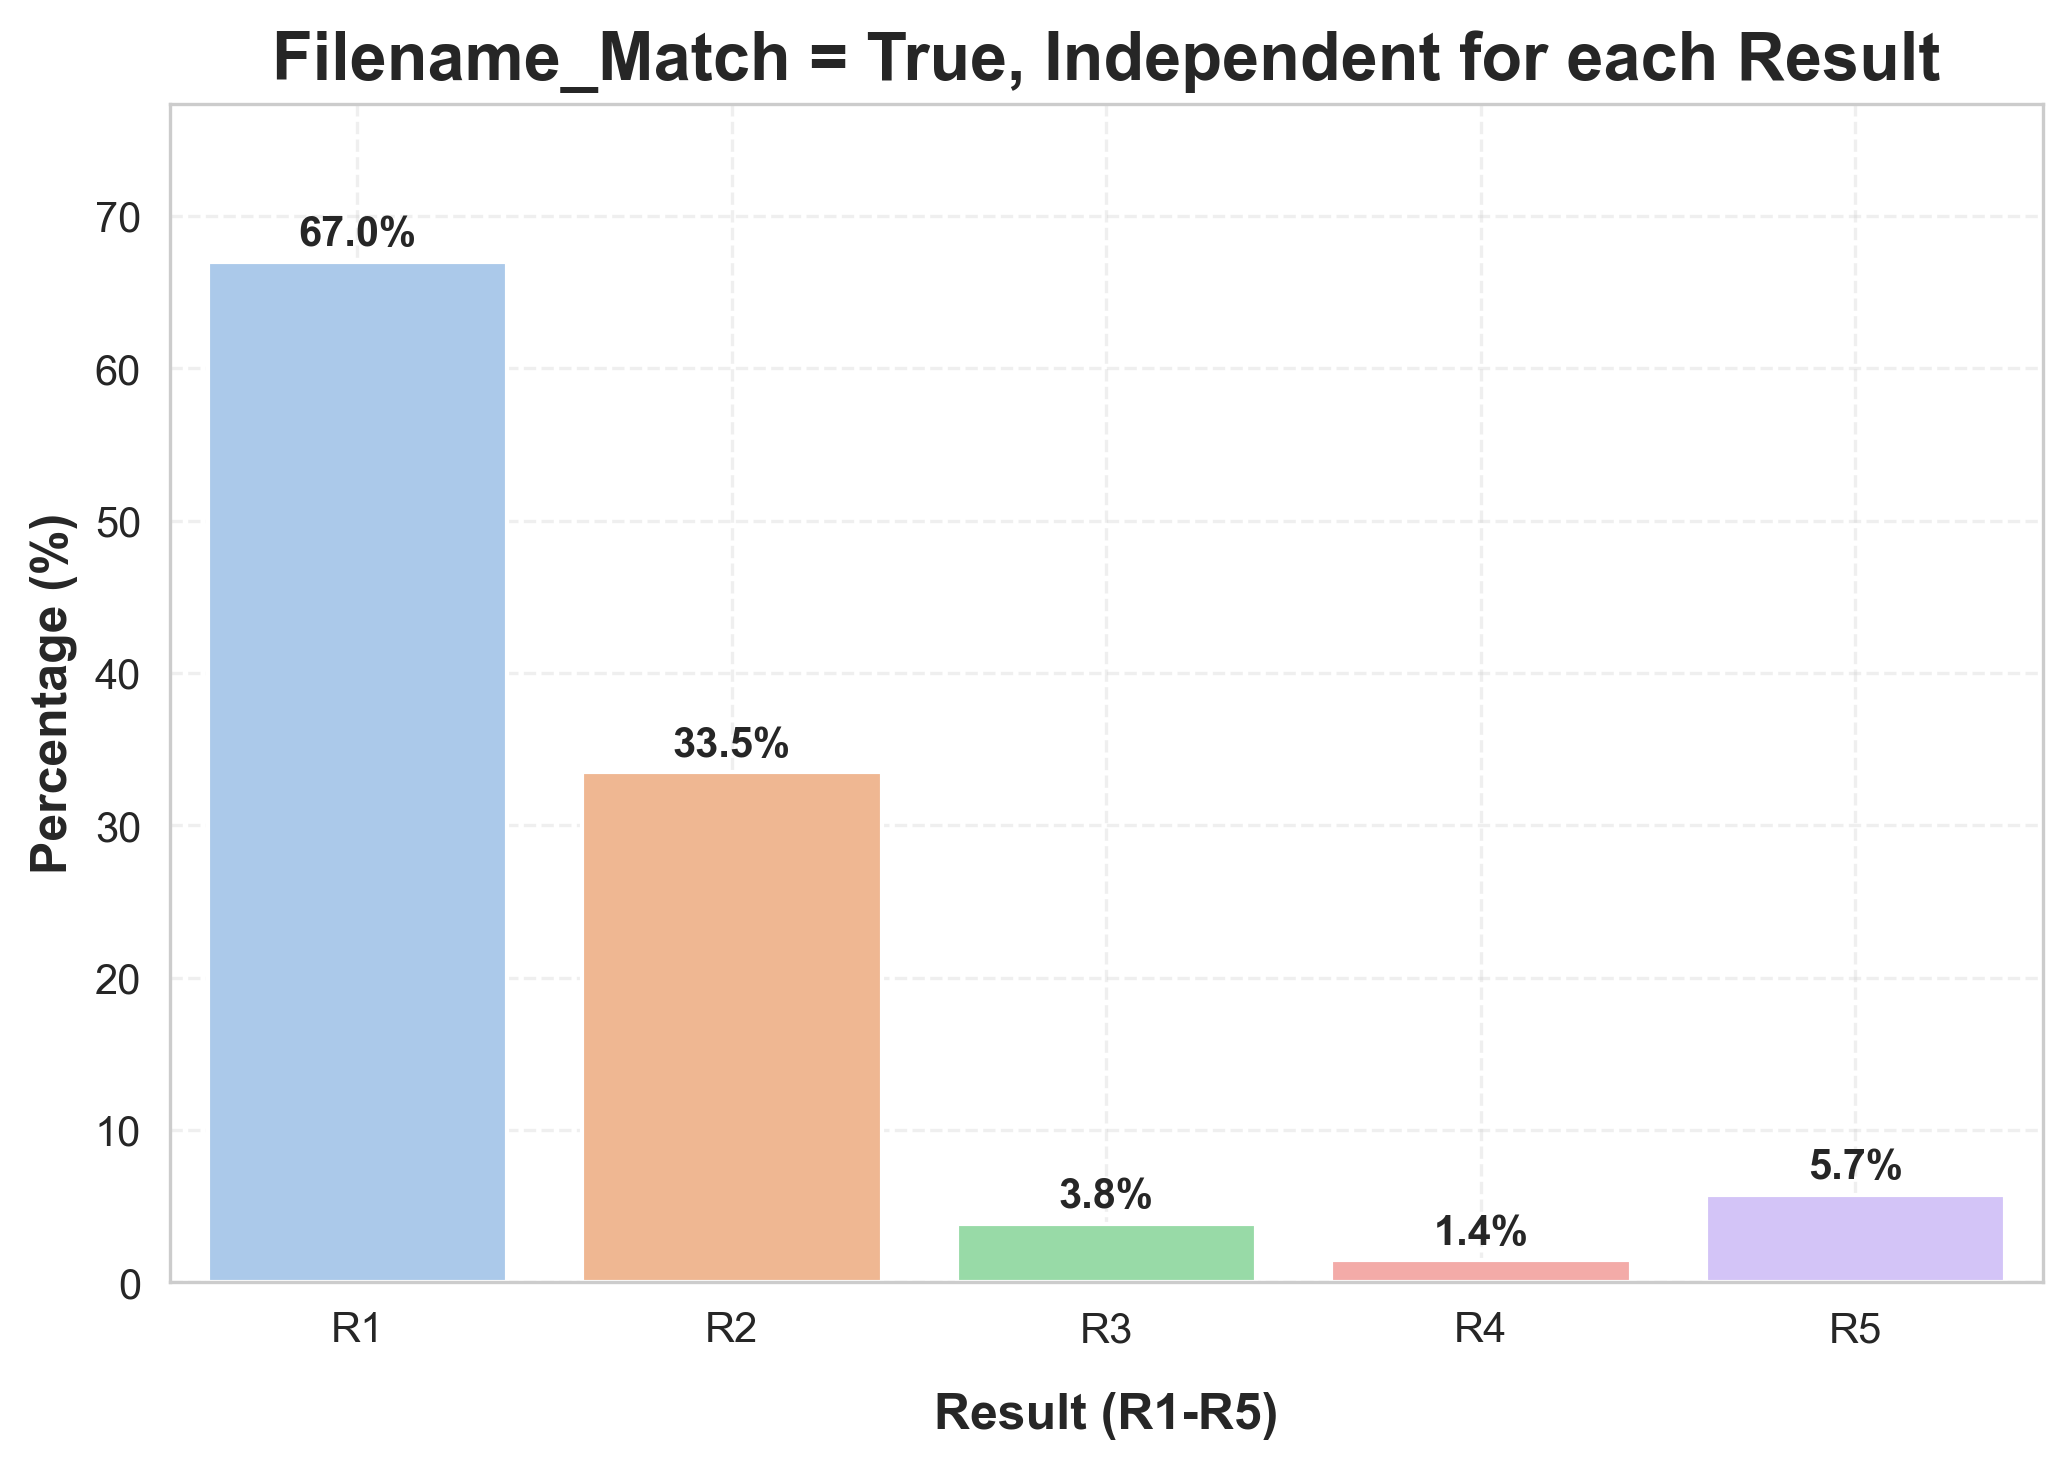 Filename_Match = True, Independent for each Result
Percentage (%)
70
60
50
40
30
20
10
0
67.0%
33.5%
3.8%
1.4%
5.7%
R1
R2
R3
R4
R5
Result (R1-R5)